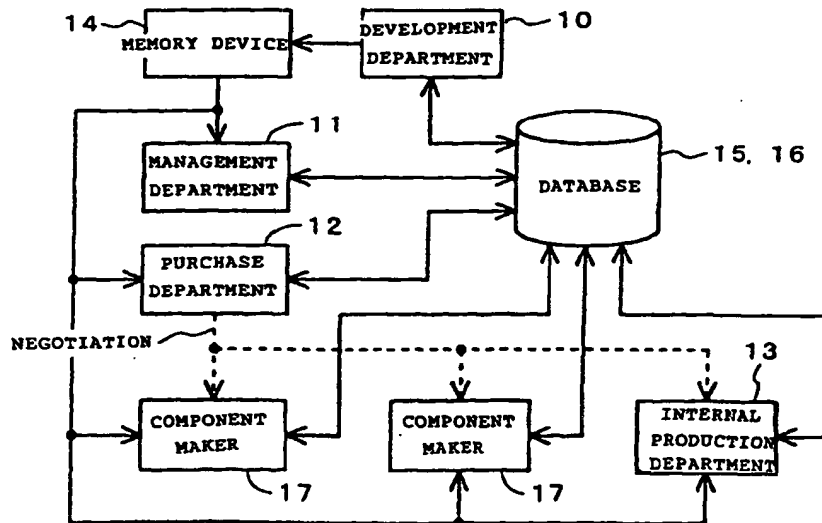 14
MEMORY DEVICE
DEVELOPMENT
DEPARTMENT
10
11
MANAGEMENT
DEPARTMENT
DATABASE
15, 16
12
PURCHASE
DEPARTMENT
NEGOTIATION
13
COMPONENT
MAKER
17
COMPONENT
MAKER
17
INTERNAL
PRODUCTION
DEPARTMENT